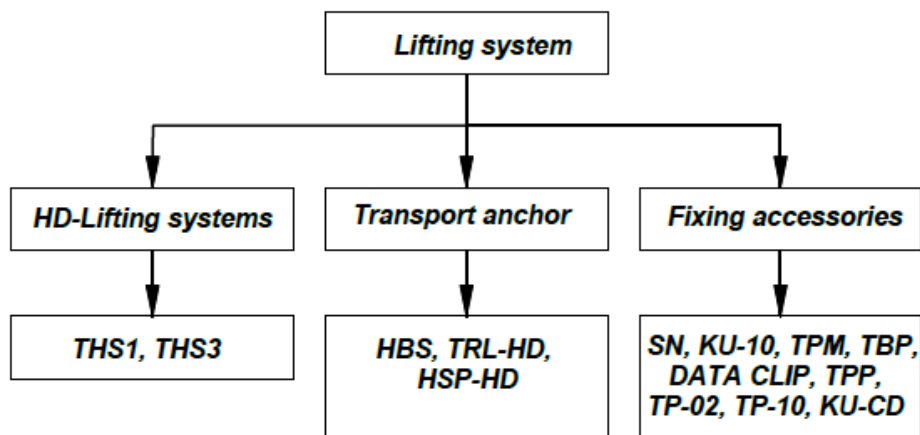 Lifting system
HD-Lifting systems
Transport anchor
Fixing accessories
THS1, THS3
HBS, TRL-HD,
HSP-HD
SN, KU-10, TPM, TBP,
DATA CLIP, TPP,
TP-02, TP-10, KU-CD